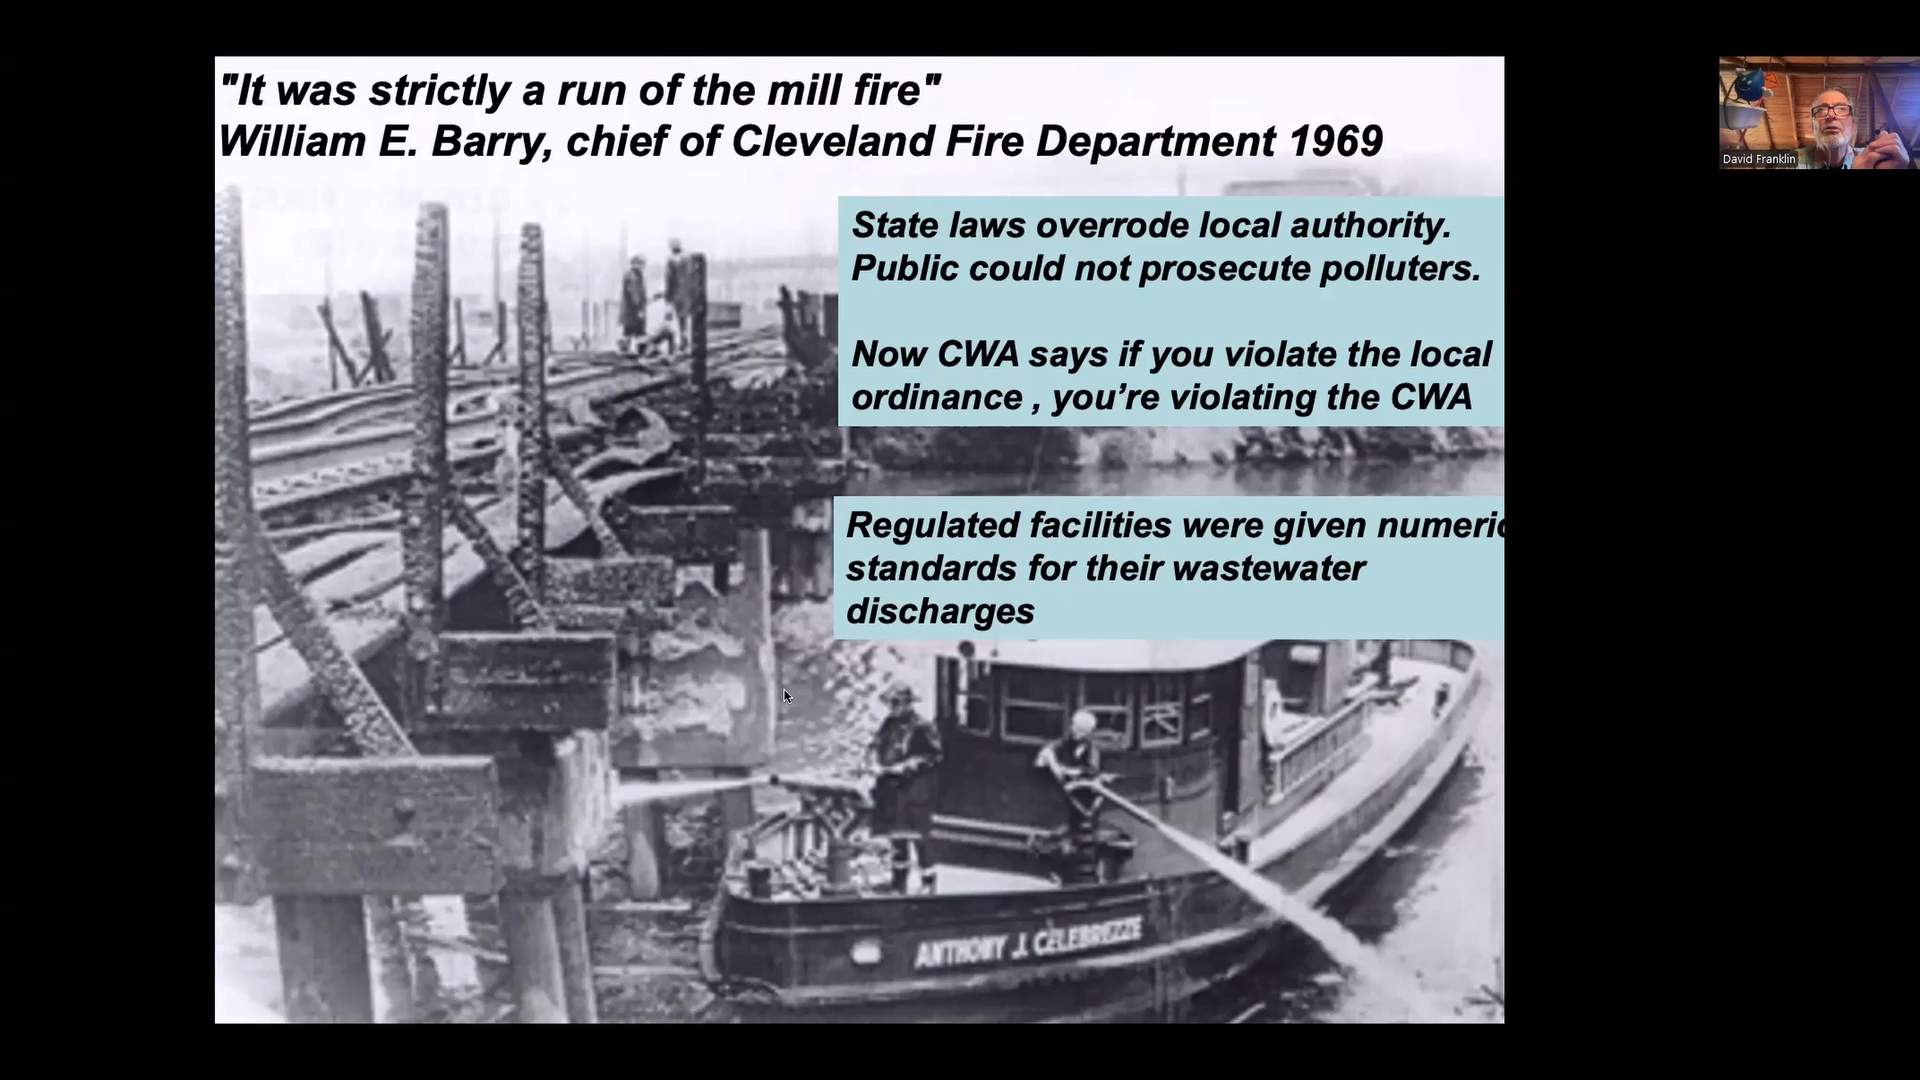 "It was strictly a run of the mill fire"
William E. Barry, chief of Cleveland Fire Department 1969
State laws overrode local authority.
Public could not prosecute polluters.
Now CWA says if you violate the local
ordinance , you’re violating the CWA
Regulated facilities were given numeric
standards for their wastewater
discharges
ANTHONY J. CELEBREZZE
David Franklin